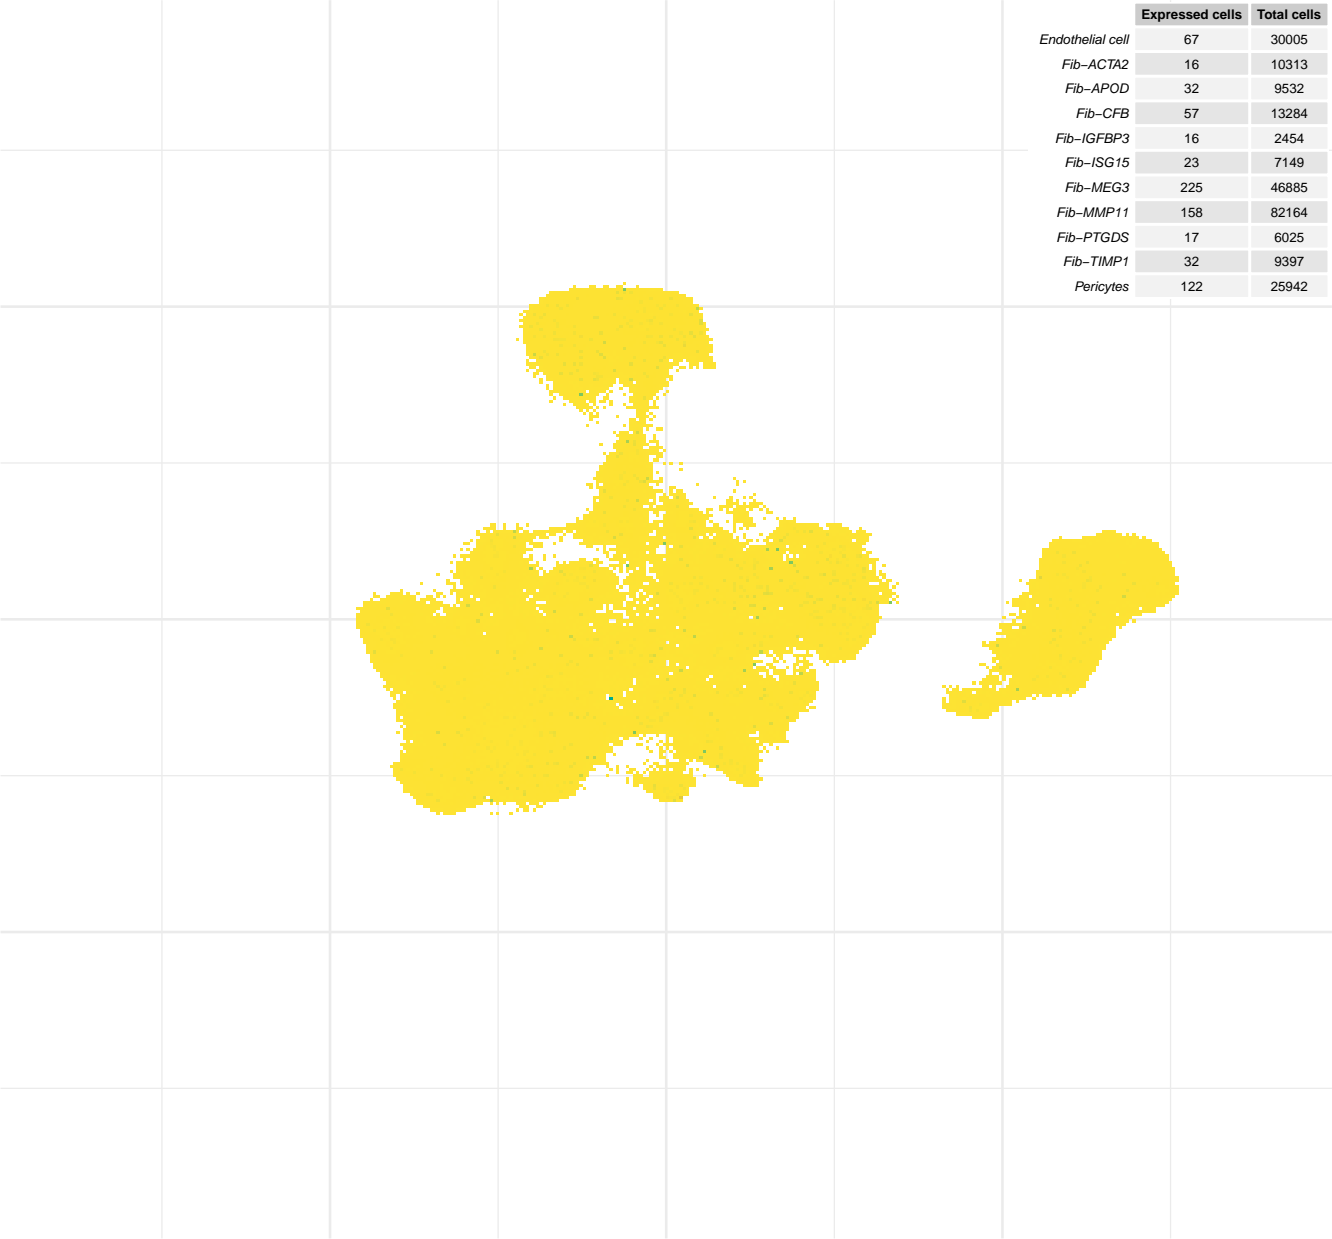 Expressed cells Total cells
Endothelial cell 67 30005
Fib−ACTA2 16 10313
Fib−APOD 32 9532
Fib−CFB 57 13284
Fib−IGFBP3 16 2454
Fib−ISG15 23 7149
Fib−MEG3 225 46885
Fib−MMP11 158 82164
Fib−PTGDS 17 6025
Fib−TIMP1 32 9397
Pericytes 122 25942